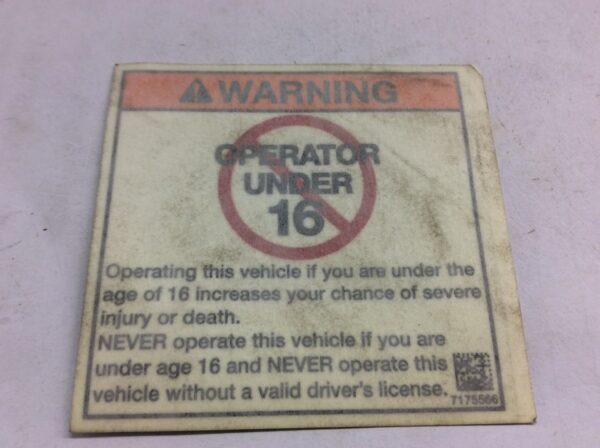 WARNING
OPERATOR
UNDER
16
Operating this vehicle if you are under the
age of 16 increases your chance of severe
injury or death.
NEVER operate this vehicle if you are
under age 16 and NEVER operate this
vehicle without a valid driver's license.
7175566